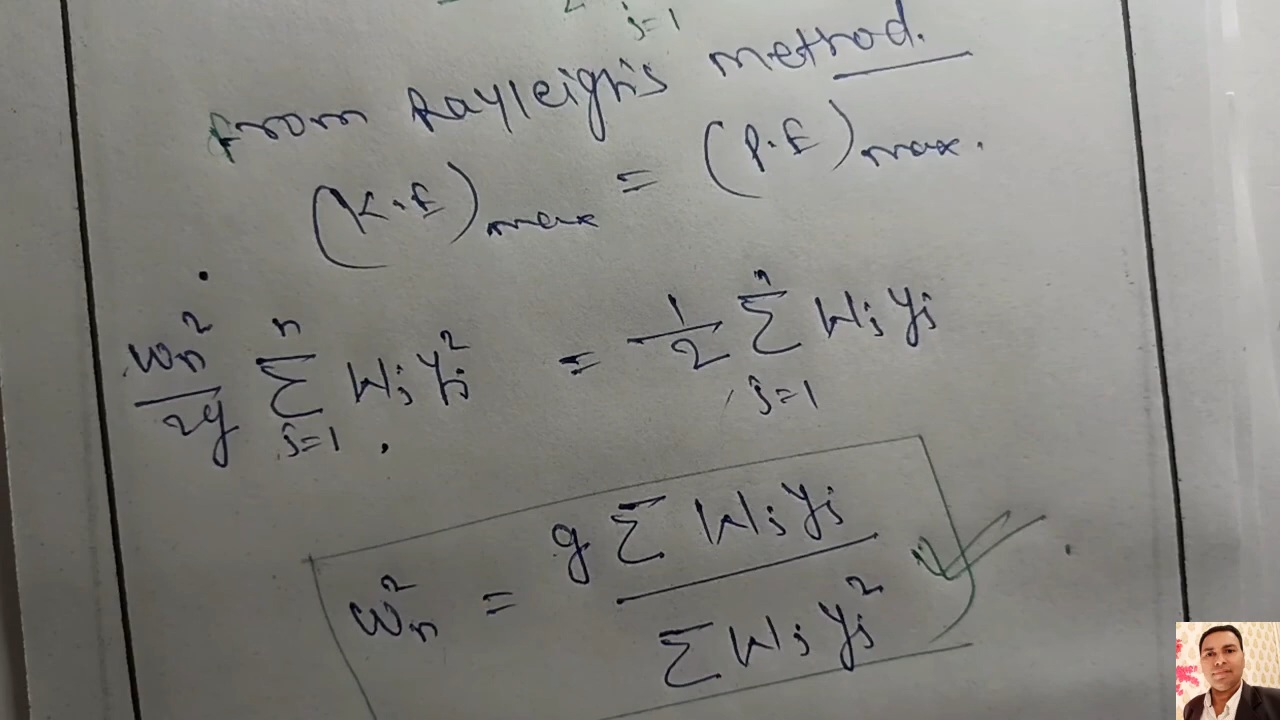 j=1
From Rayleigh's method.
(K.E)max = (P.E)max.
ωn²/2g Σ(j=1 to n) Wj yj² = 1/2 Σ(j=1 to n) Wj yj
ωn² = g Σ Wj yj / Σ Wj yj²